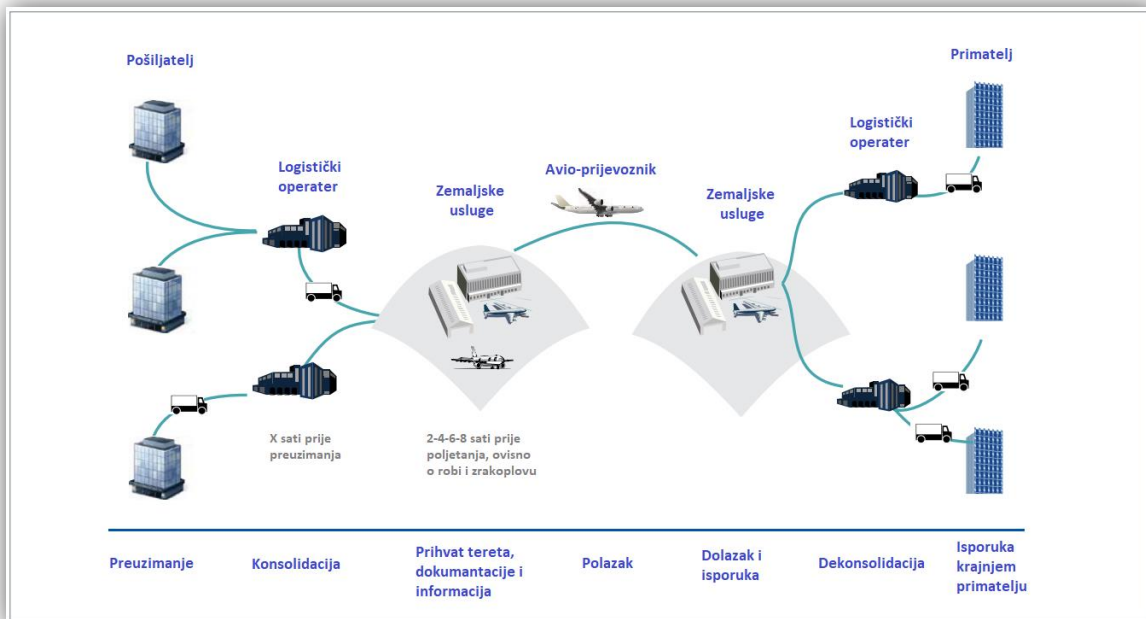 Pošiljatelj
Primatelj
Logistički
operater
Logistički
operater
Avio-prijevoznik
Zemaljske
usluge
Zemaljske
usluge
X sati prije
preuzimanja
2-4-6-8 sati prije
poljetanja, ovisno
o robi i zrakoplovu
Preuzimanje
Konsolidacija
Prihvat tereta,
dokumantacije i
informacija
Polazak
Dolazak i
isporuka
Dekonsolidacija
Isporuka
krajnjem
primatelju